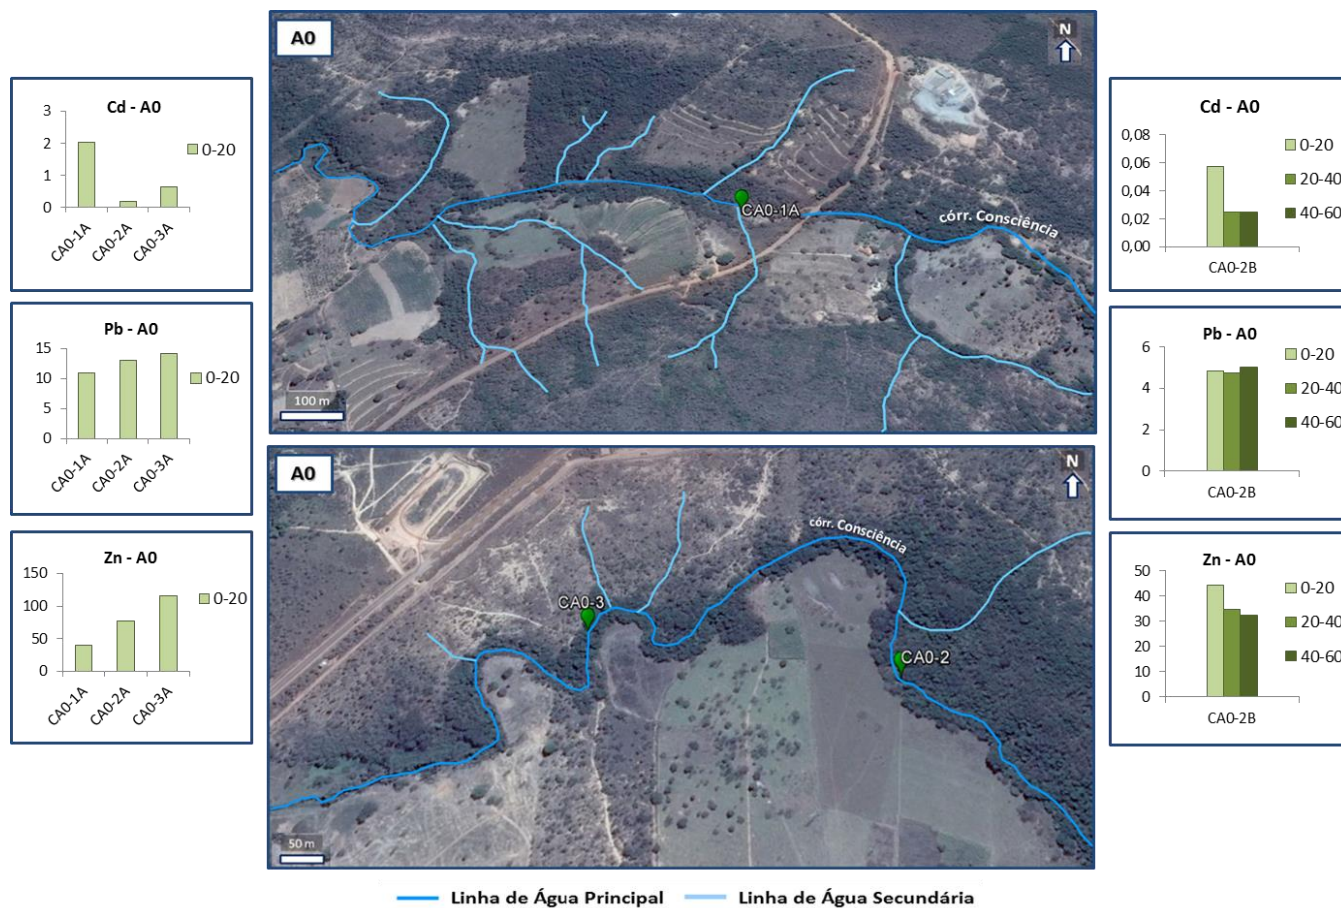 Cd - A0
3
2
1
0
CA0-1A
CA0-2A
CA0-3A
0-20
Pb - A0
15
10
5
0
CA0-1A
CA0-2A
CA0-3A
0-20
Zn - A0
150
100
50
0
CA0-1A
CA0-2A
CA0-3A
0-20
A0
N
CA0-1A
córr. Consciência
100 m
A0
N
córr. Consciência
CA0-3
CA0-2
50 m
Cd - A0
0,08
0,06
0,04
0,02
0,00
CA0-2B
0-20
20-40
40-60
Pb - A0
6
4
2
0
CA0-2B
0-20
20-40
40-60
Zn - A0
50
40
30
20
10
0
CA0-2B
0-20
20-40
40-60
Linha de Água Principal
Linha de Água Secundária